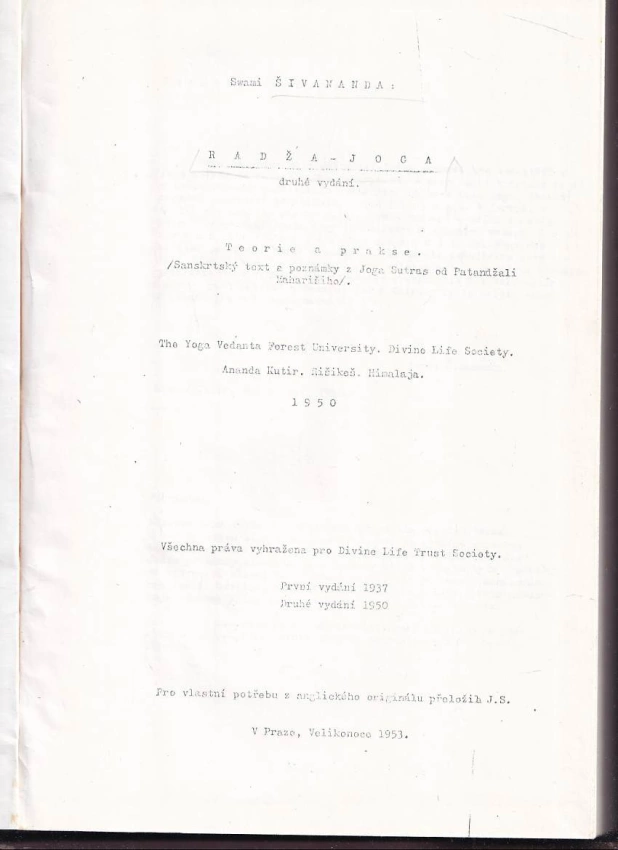 Swami Š I V A N A N D A :
R A D Ž A - J O G A
druhé vydání.
T e o r i e a p r a k s e .
/Sanskrtský text a poznámky z Joga Sutras od Patandžali
Maharišiho/.
The Yoga Vedanta Forest University. Divine Life Society.
Ananda Kutir. Rišikeš. Himalaja.
1 9 5 0
Všechna práva vyhražena pro Divine Life Trust Society.
První vydání 1937
Druhé vydání 1950
Pro vlastní potřebu z anglického originálu přeložil J.S.
V Praze, Velikonoce 1953.